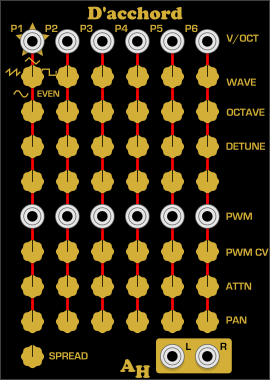 D'acchord
P1 P2 P3 P4 P5 P6
V/OCT
WAVE
EVEN
OCTAVE
DETUNE
PWM
PWM CV
ATTN
PAN
SPREAD
L R
AH